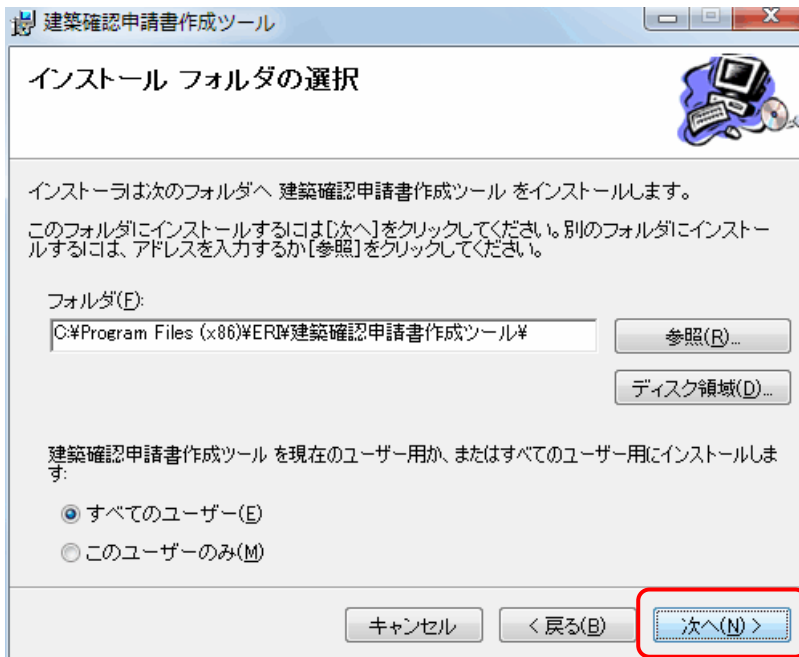 建築確認申請書作成ツール
インストール フォルダの選択
インストーラは次のフォルダへ 建築確認申請書作成ツール をインストールします。
このフォルダにインストールするには[次へ]をクリックしてください。別のフォルダにインストー
ルするには、アドレスを入力するか[参照]をクリックしてください。
フォルダ(F):
C:¥Program Files (x86)¥ERI¥建築確認申請書作成ツール¥
参照(R)...
ディスク領域(D)...
建築確認申請書作成ツール を現在のユーザー用か、またはすべてのユーザー用にインストールしま
す:
すべてのユーザー(E)
このユーザーのみ(M)
キャンセル
< 戻る(B)
次へ(N) >